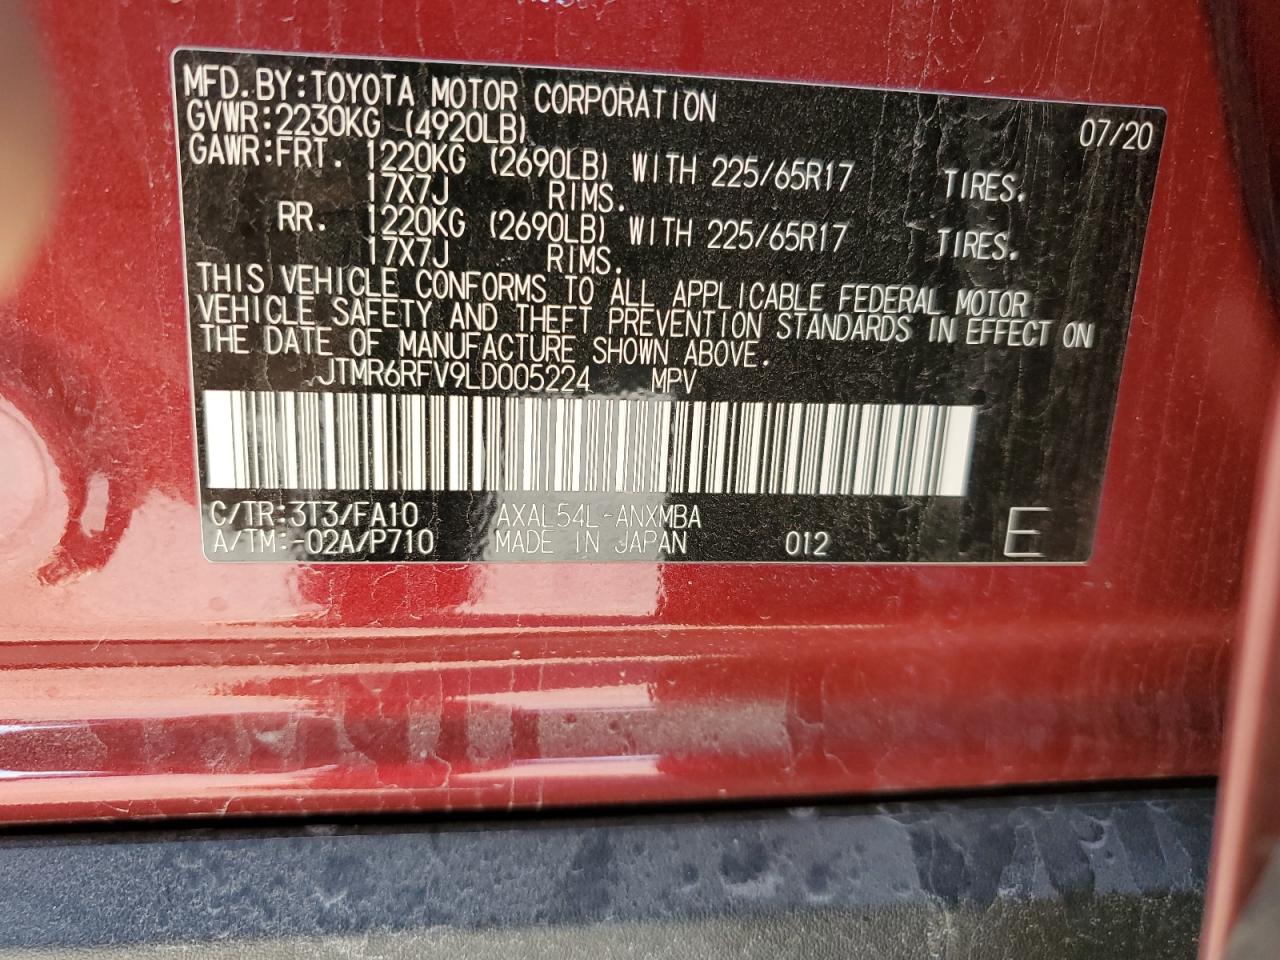 MFD.BY:TOYOTA MOTOR CORPORATION 07/20
GVWR:2230KG (4920LB)
GAWR:FRT. 1220KG (2690LB) WITH 225/65R17 TIRES.
17X7J RIMS.
RR. 1220KG (2690LB) WITH 225/65R17 TIRES.
17X7J RIMS.
THIS VEHICLE CONFORMS TO ALL APPLICABLE FEDERAL MOTOR
VEHICLE SAFETY AND THEFT PREVENTION STANDARDS IN EFFECT ON
THE DATE OF MANUFACTURE SHOWN ABOVE.
JTMR6RFV9LD005224 MPV
C/TR:3T3/FA10 AXAL54L-ANXMBA
A/TM:-02A/P710 MADE IN JAPAN 012 E